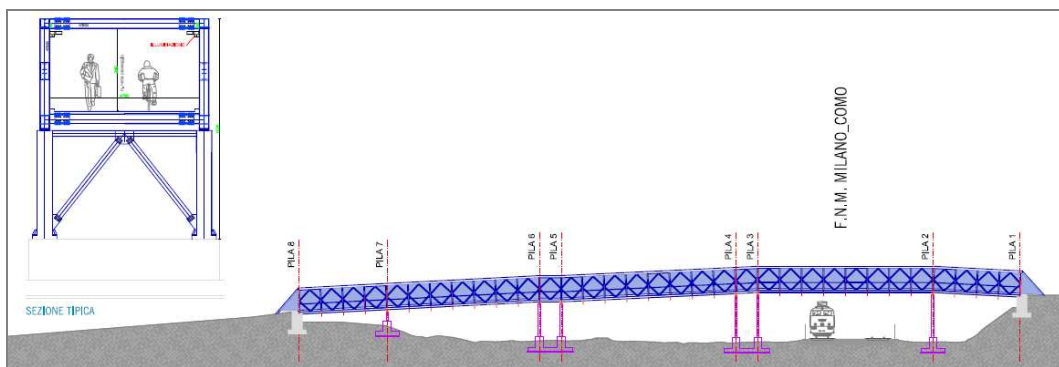 ILLUMINAZIONE
SEZIONE TIPICA
F.N.M. MILANO_COMO
PILA 8
PILA 7
PILA 6
PILA 5
PILA 4
PILA 3
PILA 2
PILA 1